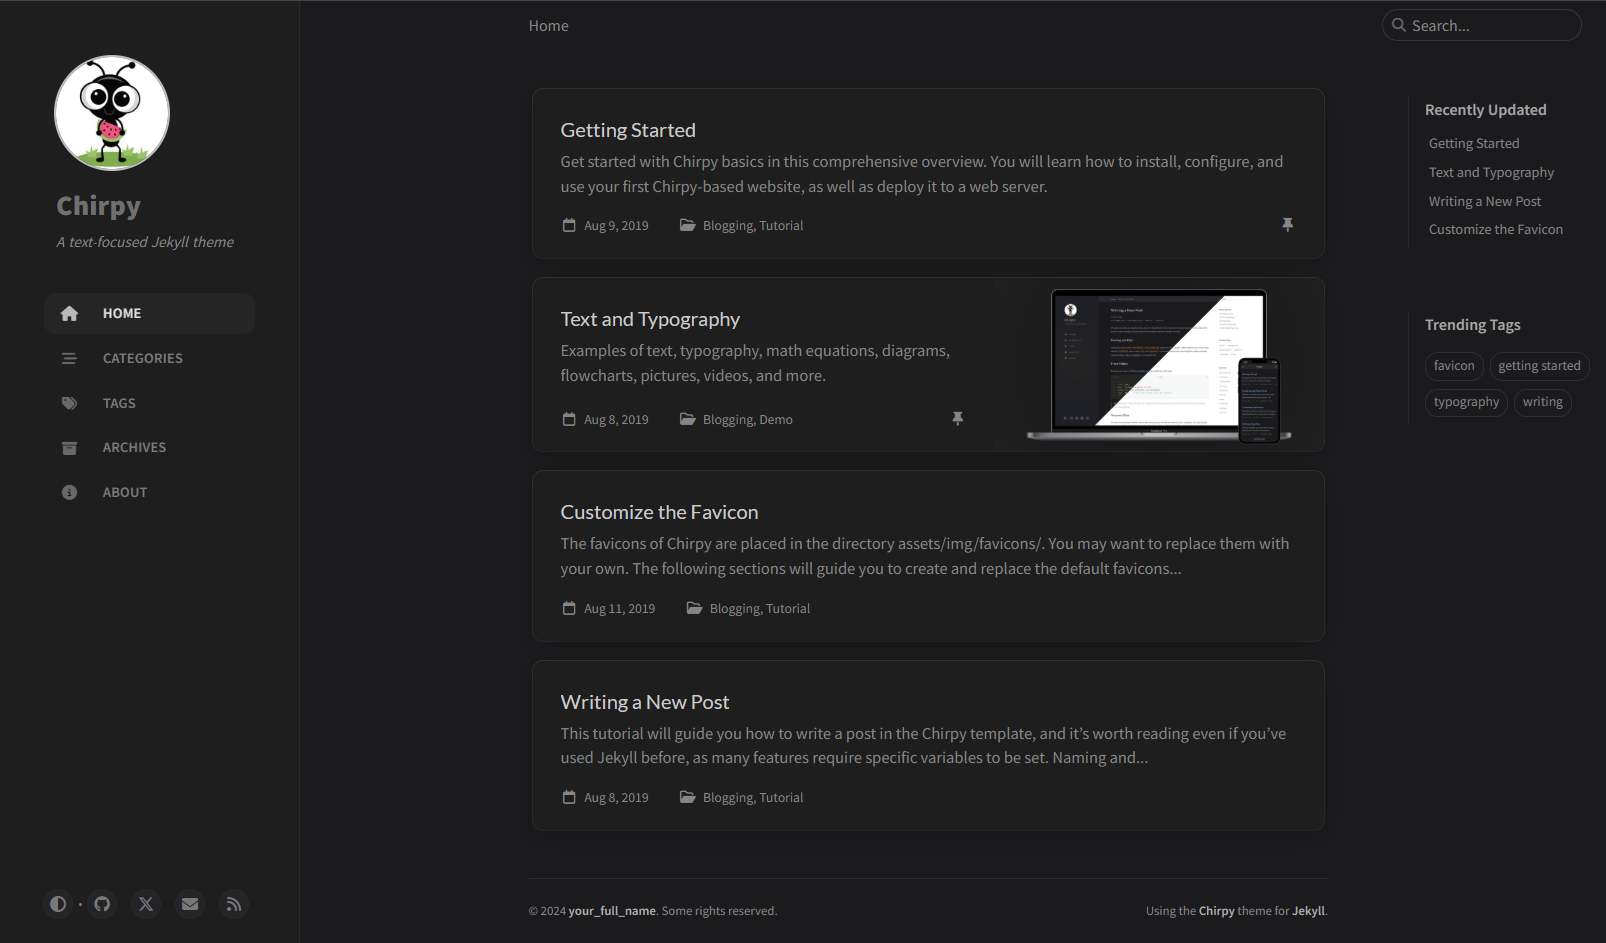 Chirpy
A text-focused Jekyll theme
HOME
CATEGORIES
TAGS
ARCHIVES
ABOUT
Home
Search...
Getting Started
Get started with Chirpy basics in this comprehensive overview. You will learn how to install, configure, and
use your first Chirpy-based website, as well as deploy it to a web server.
Aug 9, 2019 Blogging, Tutorial
Text and Typography
Examples of text, typography, math equations, diagrams,
flowcharts, pictures, videos, and more.
Aug 8, 2019 Blogging, Demo
Writing a New Post
Customize the Favicon
The favicons of Chirpy are placed in the directory assets/img/favicons/. You may want to replace them with
your own. The following sections will guide you to create and replace the default favicons...
Aug 11, 2019 Blogging, Tutorial
Writing a New Post
This tutorial will guide you how to write a post in the Chirpy template, and it’s worth reading even if you’ve
used Jekyll before, as many features require specific variables to be set. Naming and...
Aug 8, 2019 Blogging, Tutorial
Recently Updated
Getting Started
Text and Typography
Writing a New Post
Customize the Favicon
Trending Tags
favicon getting started
typography writing
© 2024 your_full_name. Some rights reserved.
Using the Chirpy theme for Jekyll.